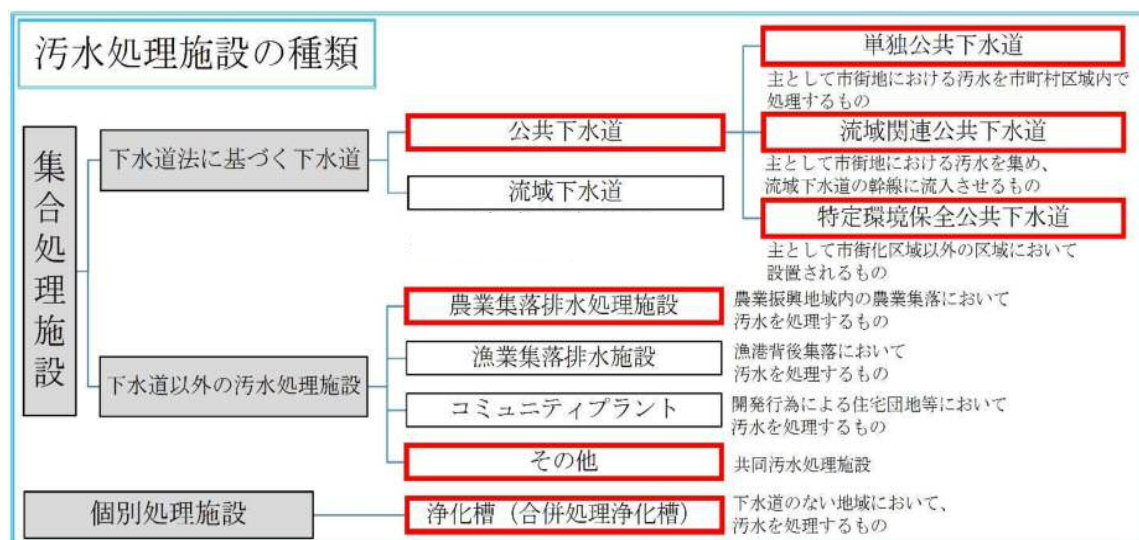 汚水処理施設の種類
集合処理施設
下水道法に基づく下水道
公共下水道
単独公共下水道
主として市街地における汚水を市町村区域内で
処理するもの
流域関連公共下水道
主として市街地における汚水を集め、
流域下水道の幹線に流入させるもの
特定環境保全公共下水道
主として市街化区域以外の区域において
設置されるもの
流域下水道
下水道以外の汚水処理施設
農業集落排水処理施設
農業振興地域内の農業集落において
汚水を処理するもの
漁業集落排水施設
漁港背後集落において
汚水を処理するもの
コミュニティプラント
開発行為による住宅団地等において
汚水を処理するもの
その他
共同汚水処理施設
個別処理施設
浄化槽（合併処理浄化槽）
下水道のない地域において、
汚水を処理するもの